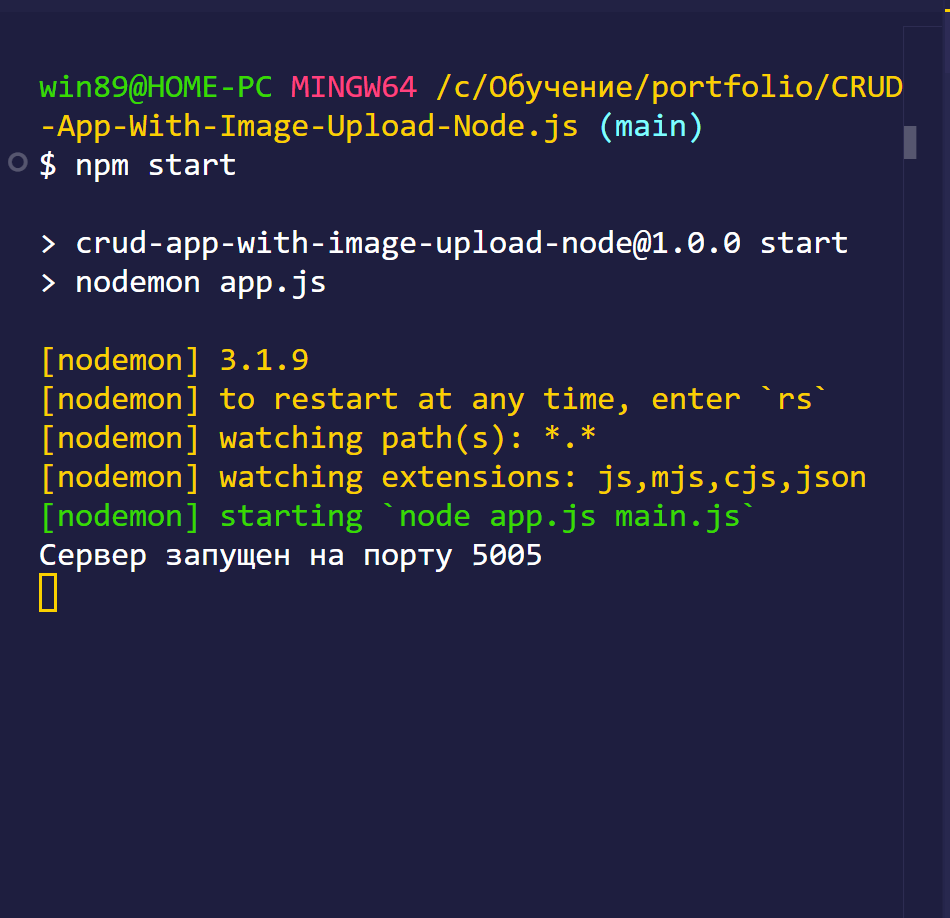 win89@HOME-PC MINGW64 /c/Обучение/portfolio/CRUD
-App-With-Image-Upload-Node.js (main)
$ npm start
> crud-app-with-image-upload-node@1.0.0 start
> nodemon app.js
[nodemon] 3.1.9
[nodemon] to restart at any time, enter `rs`
[nodemon] watching path(s): *.*
[nodemon] watching extensions: js,mjs,cjs,json
[nodemon] starting `node app.js main.js`
Сервер запущен на порту 5005